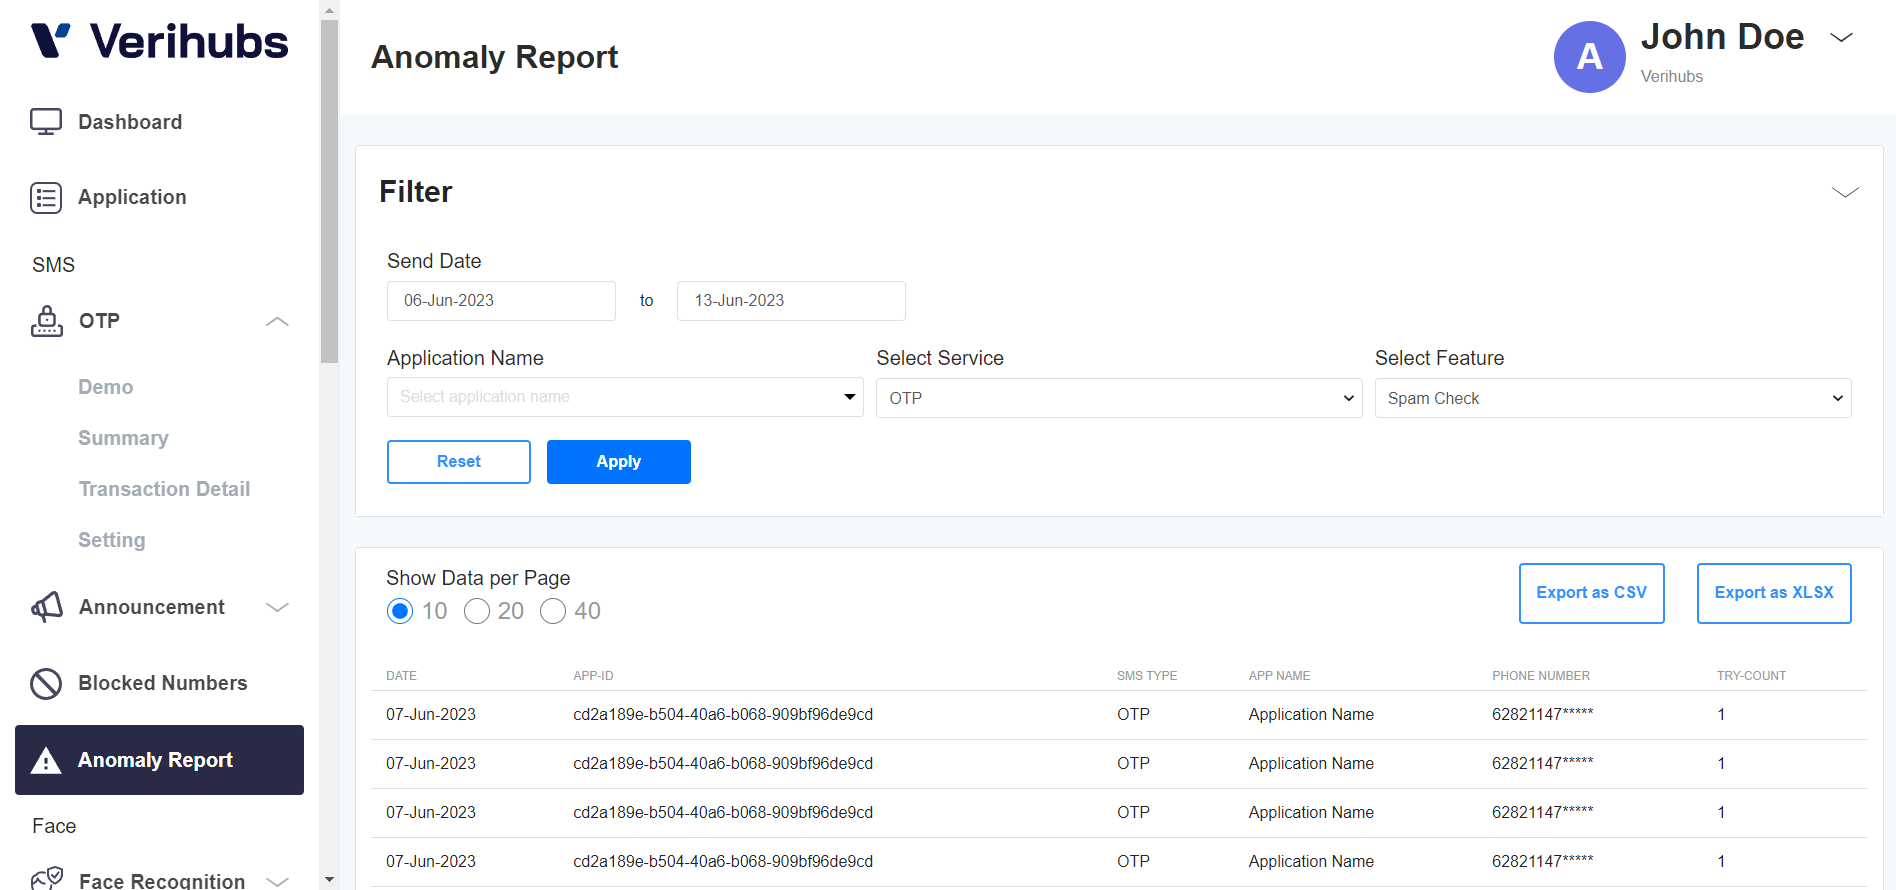 Verihubs
Dashboard
Application
SMS
OTP
Demo
Summary
Transaction Detail
Setting
Announcement
Blocked Numbers
Anomaly Report
Face
Face Recognition
Anomaly Report
A
John Doe
Verihubs
Filter
Send Date
06-Jun-2023 to 13-Jun-2023
Application Name Select Service Select Feature
Select application name OTP Spam Check
Reset Apply
Show Data per Page
10 20 40
Export as CSV Export as XLSX
DATE APP-ID SMS TYPE APP NAME PHONE NUMBER TRY-COUNT
07-Jun-2023 cd2a189e-b504-40a6-b068-909bf96de9cd OTP Application Name 62821147***** 1
07-Jun-2023 cd2a189e-b504-40a6-b068-909bf96de9cd OTP Application Name 62821147***** 1
07-Jun-2023 cd2a189e-b504-40a6-b068-909bf96de9cd OTP Application Name 62821147***** 1
07-Jun-2023 cd2a189e-b504-40a6-b068-909bf96de9cd OTP Application Name 62821147***** 1